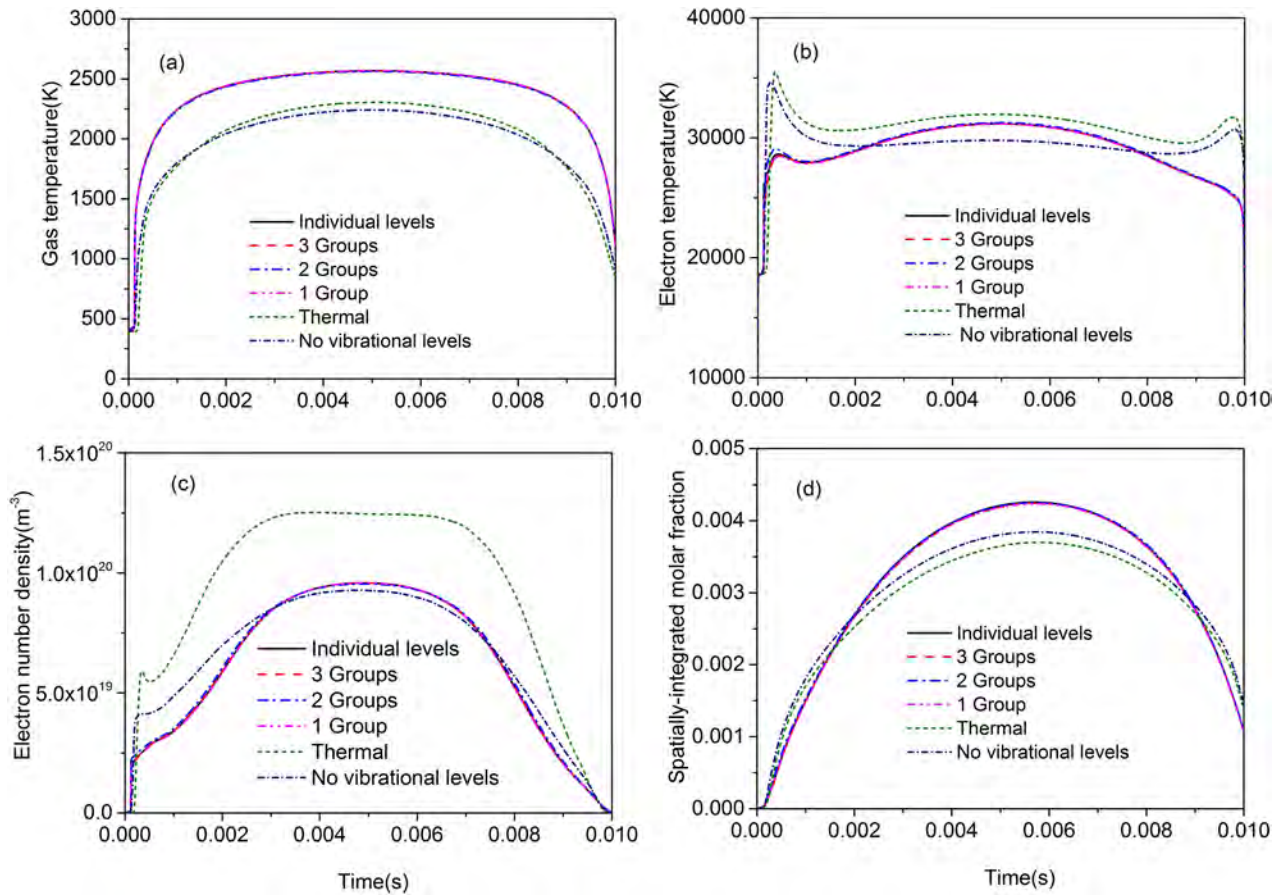 (a)
Gas temperature(K)
3000
2500
2000
1500
1000
500
0
Individual levels
3 Groups
2 Groups
1 Group
Thermal
No vibrational levels
0.000 0.002 0.004 0.006 0.008 0.010
(b)
Electron temperature(K)
40000
30000
20000
10000
Individual levels
3 Groups
2 Groups
1 Group
Thermal
No vibrational levels
0.000 0.002 0.004 0.006 0.008 0.010
(c)
Electron number density(m⁻³)
1.5x10²⁰
1.0x10²⁰
5.0x10¹⁹
0.0
Individual levels
3 Groups
2 Groups
1 Group
Thermal
No vibrational levels
0.000 0.002 0.004 0.006 0.008 0.010
Time(s)
(d)
Spatially-integrated molar fraction
0.005
0.004
0.003
0.002
0.001
0.000
Individual levels
3 Groups
2 Groups
1 Group
Thermal
No vibrational levels
0.000 0.002 0.004 0.006 0.008 0.010
Time(s)